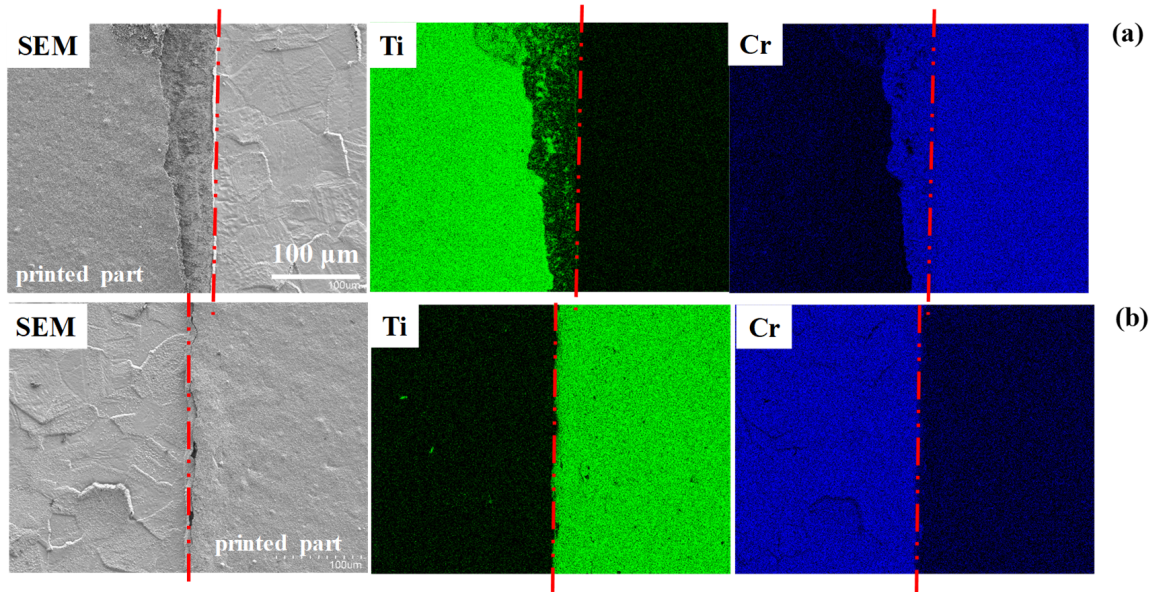 SEM
Ti
Cr
(a)
100 µm
printed part
100um
SEM
Ti
Cr
(b)
printed part
100um